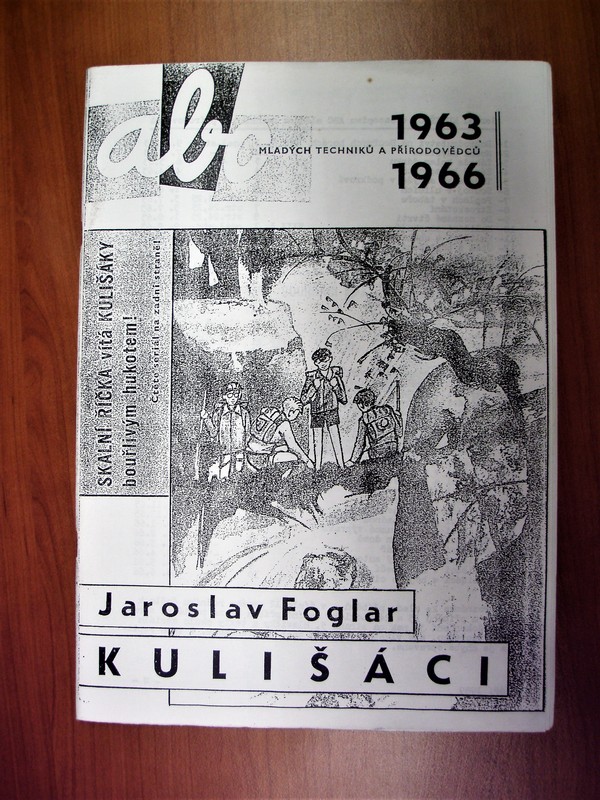 abc
1963
MLADÝCH TECHNIKŮ A PŘÍRODOVĚDCŮ
1966
SKALNÍ ŘÍČKA vítá KULIŠÁKY
bouřlivým hukotem!
Čtěte seriál na zadní straně!
Jaroslav Foglar
KULIŠÁCI